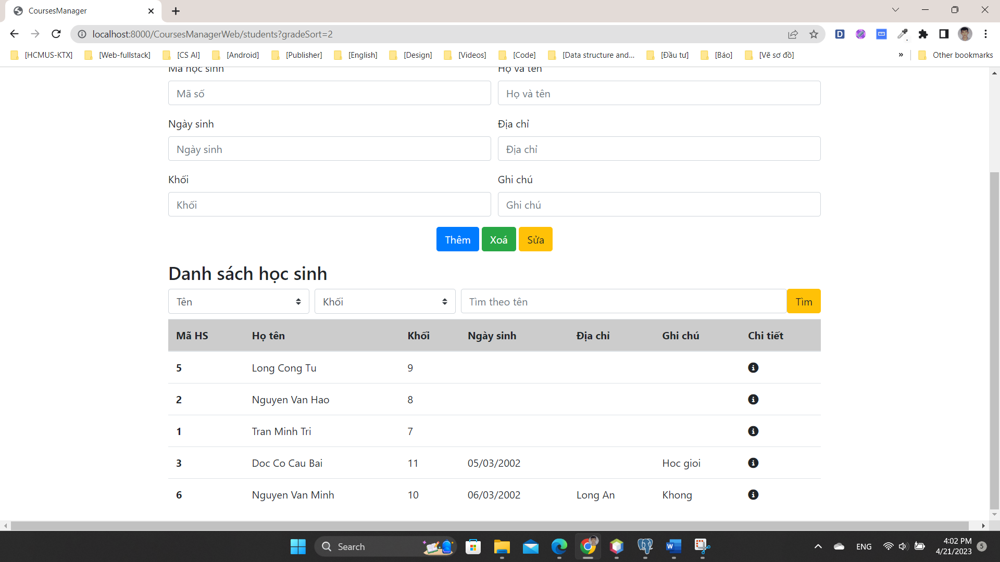 CoursesManager
localhost:8000/CoursesManagerWeb/students?gradeSort=2
[HCMUS-KTX] [Web-fullstack] [CS AI] [Android] [Publisher] [English] [Design] [Videos] [Code] [Data structure and... [Đầu tư] [Báo] [Vẽ sơ đồ] » Other bookmarks
Mã học sinh Họ và tên
Mã số Họ và tên
Ngày sinh Địa chỉ
Ngày sinh Địa chỉ
Khối Ghi chú
Khối Ghi chú
Thêm Xoá Sửa
Danh sách học sinh
Tên Khối Tìm theo tên Tìm
Mã HS Họ tên Khối Ngày sinh Địa chỉ Ghi chú Chi tiết
5 Long Cong Tu 9
2 Nguyen Van Hao 8
1 Tran Minh Tri 7
3 Doc Co Cau Bai 11 05/03/2002 Hoc gioi
6 Nguyen Van Minh 10 06/03/2002 Long An Khong
Search ENG 4:02 PM
4/21/2023 5